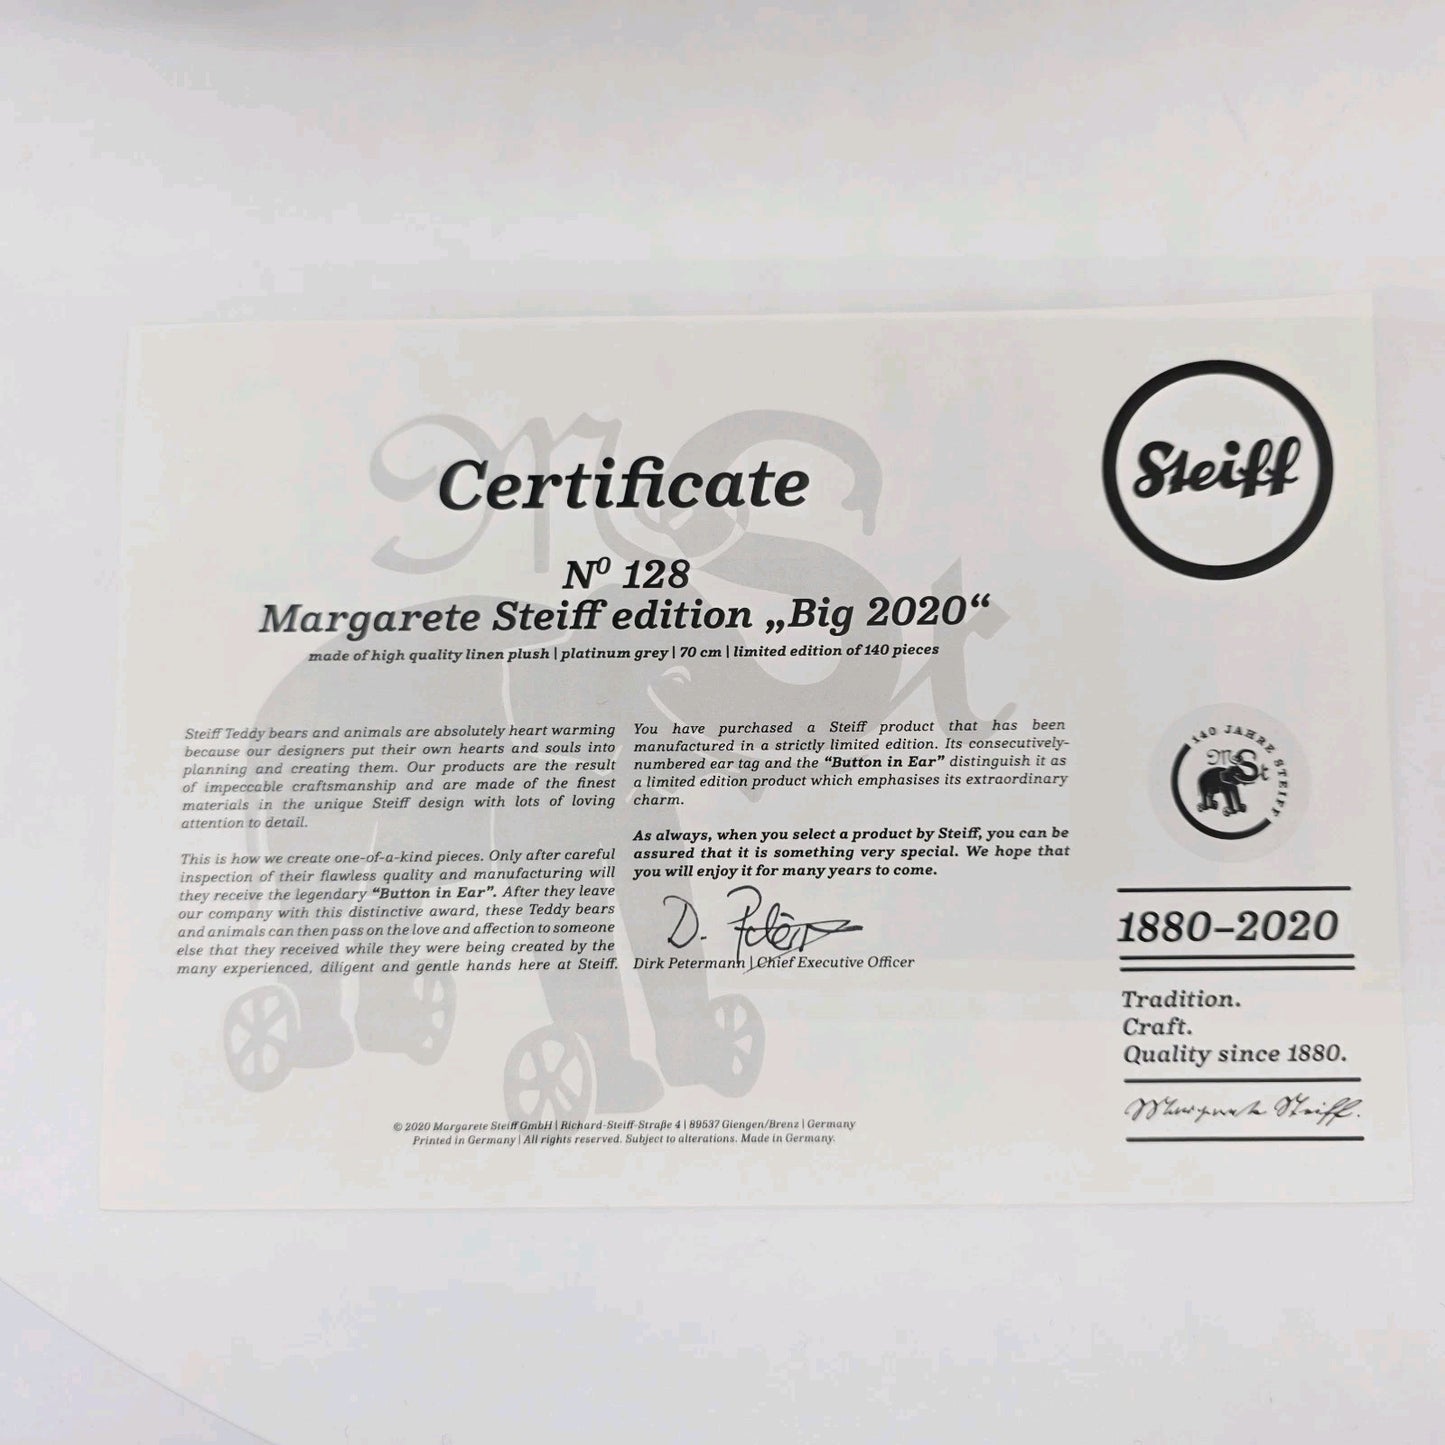 Certificate
Nº 128
Margarete Steiff edition „Big 2020“
made of high quality linen plush | platinum grey | 70 cm | limited edition of 140 pieces
Steiff Teddy bears and animals are absolutely heart warming
because our designers put their own hearts and souls into
planning and creating them. Our products are the result
of impeccable craftsmanship and are made of the finest
materials in the unique Steiff design with lots of loving
attention to detail.
This is how we create one-of-a-kind pieces. Only after careful
inspection of their flawless quality and manufacturing will
they receive the legendary “Button in Ear”. After they leave
our company with this distinctive award, these Teddy bears
and animals can then pass on the love and affection to someone
else that they received while they were being created by the
many experienced, diligent and gentle hands here at Steiff.
You have purchased a Steiff product that has been
manufactured in a strictly limited edition. Its consecutively-
numbered ear tag and the “Button in Ear” distinguish it as
a limited edition product which emphasises its extraordinary
charm.
As always, when you select a product by Steiff, you can be
assured that it is something very special. We hope that
you will enjoy it for many years to come.
D. Peterm
Dirk Petermann | Chief Executive Officer
© 2020 Margarete Steiff GmbH | Richard-Steiff-Straße 4 | 89537 Giengen/Brenz | Germany
Printed in Germany | All rights reserved. Subject to alterations. Made in Germany.
Steiff
140 JAHRE STEIFF
MSt
1880–2020
Tradition.
Craft.
Quality since 1880.
Margarete Steiff.
MSt